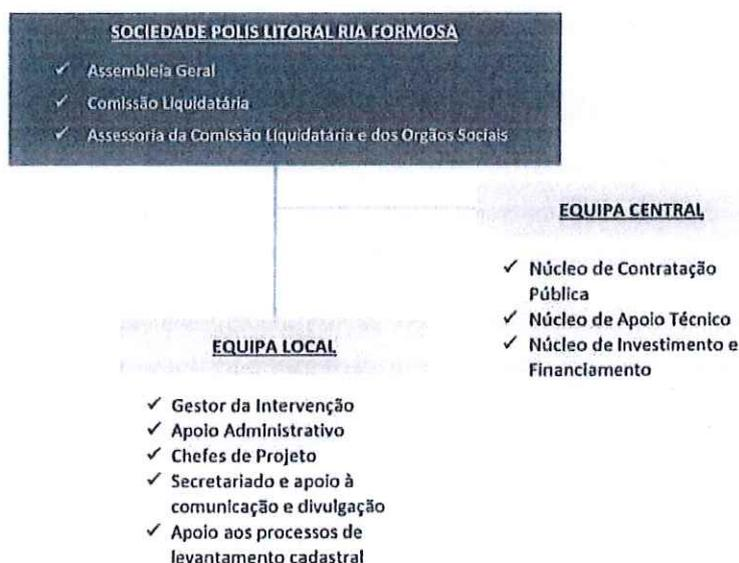 SOCIEDADE POLIS LITORAL RIA FORMOSA
✓ Assembleia Geral
✓ Comissão Liquidatária
✓ Assessoria da Comissão Liquidatária e dos Orgãos Sociais
EQUIPA CENTRAL
✓ Núcleo de Contratação
Pública
✓ Núcleo de Apoio Técnico
✓ Núcleo de Investimento e
Financiamento
EQUIPA LOCAL
✓ Gestor da Intervenção
✓ Apoio Administrativo
✓ Chefes de Projeto
✓ Secretariado e apoio à
comunicação e divulgação
✓ Apoio aos processos de
levantamento cadastral